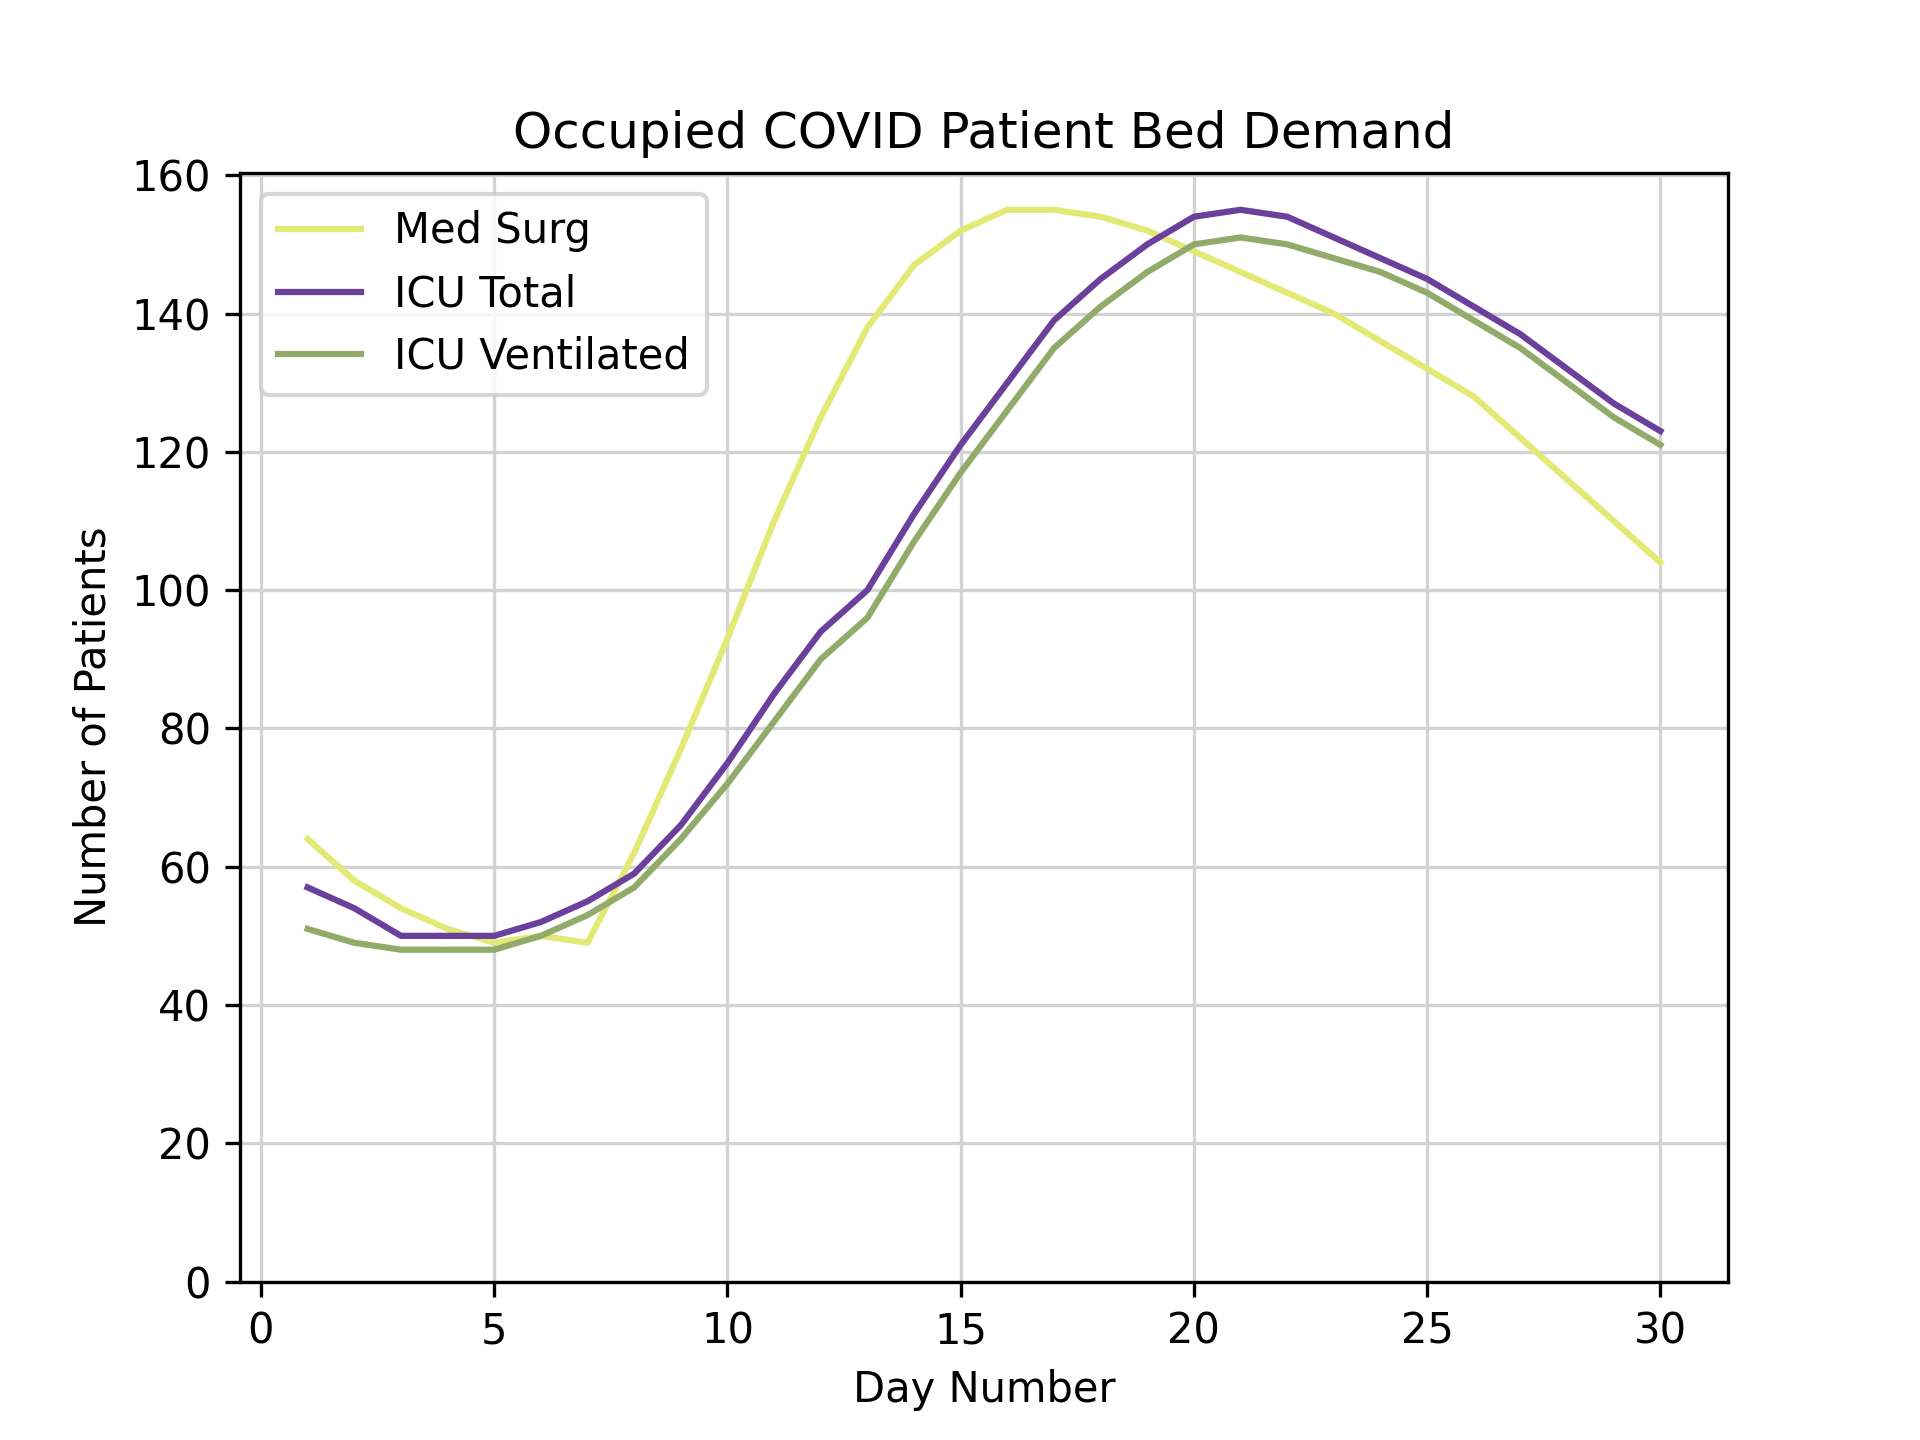 Occupied COVID Patient Bed Demand
160
140
120
100
80
60
40
20
0
Number of Patients
Med Surg
ICU Total
ICU Ventilated
0 5 10 15 20 25 30
Day Number